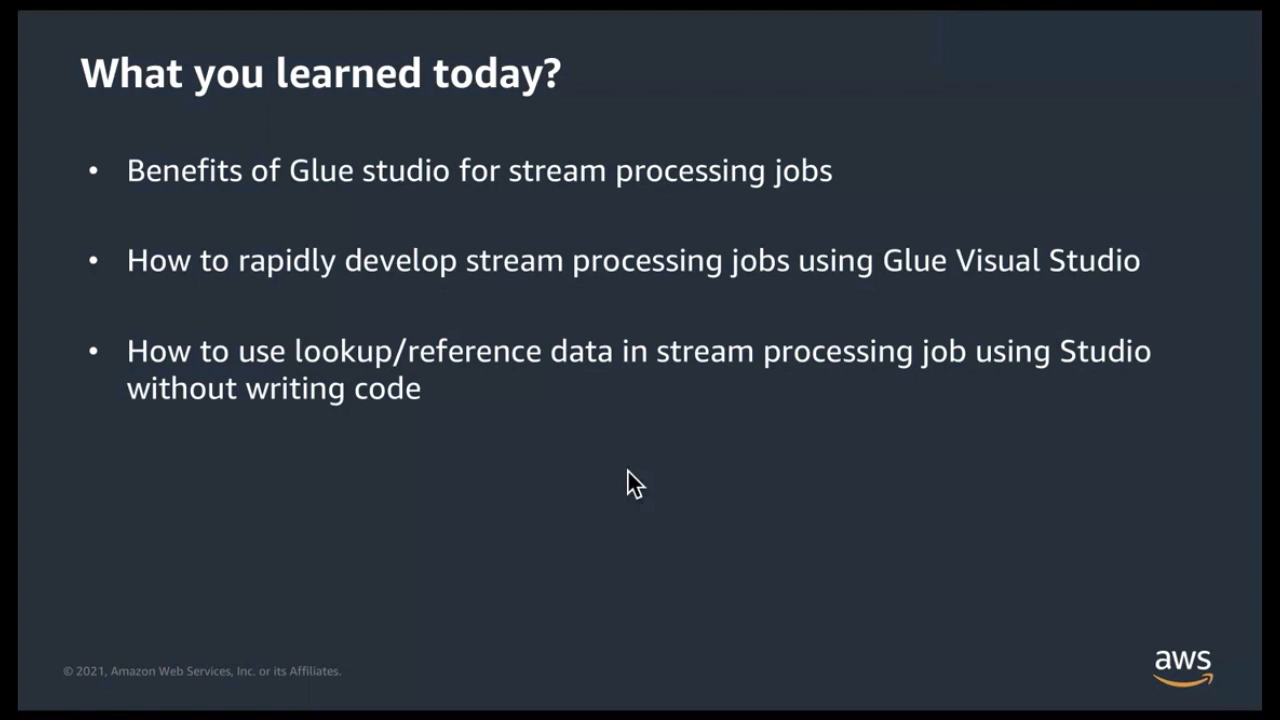 What you learned today?
• Benefits of Glue studio for stream processing jobs
• How to rapidly develop stream processing jobs using Glue Visual Studio
• How to use lookup/reference data in stream processing job using Studio
without writing code
© 2021, Amazon Web Services, Inc. or its Affiliates.
aws